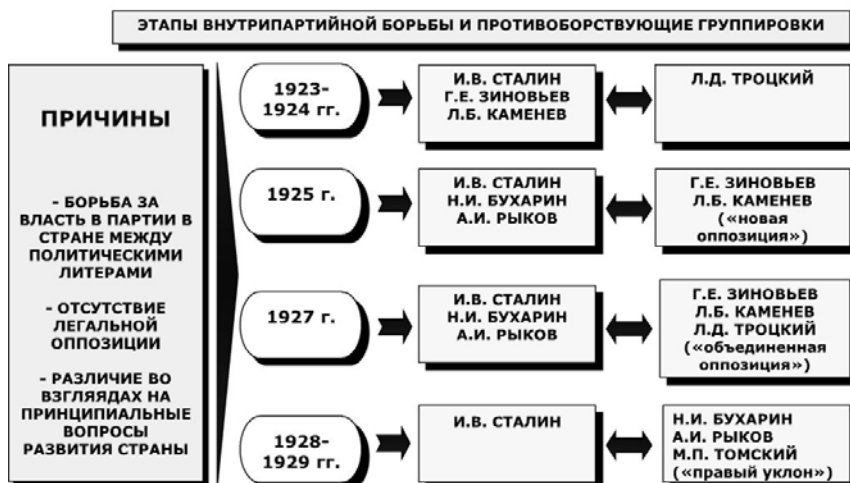 ЭТАПЫ ВНУТРИПАРТИЙНОЙ БОРЬБЫ И ПРОТИВОБОРСТВУЮЩИЕ ГРУППИРОВКИ
ПРИЧИНЫ
- БОРЬБА ЗА
ВЛАСТЬ В ПАРТИИ В
СТРАНЕ МЕЖДУ
ПОЛИТИЧЕСКИМИ
ЛИТЕРАМИ
- ОТСУТСТВИЕ
ЛЕГАЛЬНОЙ
ОППОЗИЦИИ
- РАЗЛИЧИЕ ВО
ВЗГЛЯЯДАХ НА
ПРИНЦИПИАЛЬНЫЕ
ВОПРОСЫ
РАЗВИТИЯ СТРАНЫ
1923-
1924 гг.
И.В. СТАЛИН
Г.Е. ЗИНОВЬЕВ
Л.Б. КАМЕНЕВ
Л.Д. ТРОЦКИЙ
1925 г.
И.В. СТАЛИН
Н.И. БУХАРИН
А.И. РЫКОВ
Г.Е. ЗИНОВЬЕВ
Л.Б. КАМЕНЕВ
(«новая
оппозиция»)
1927 г.
И.В. СТАЛИН
Н.И. БУХАРИН
А.И. РЫКОВ
Г.Е. ЗИНОВЬЕВ
Л.Б. КАМЕНЕВ
Л.Д. ТРОЦКИЙ
(«объединенная
оппозиция»)
1928-
1929 гг.
И.В. СТАЛИН
Н.И. БУХАРИН
А.И. РЫКОВ
М.П. ТОМСКИЙ
(«правый уклон»)